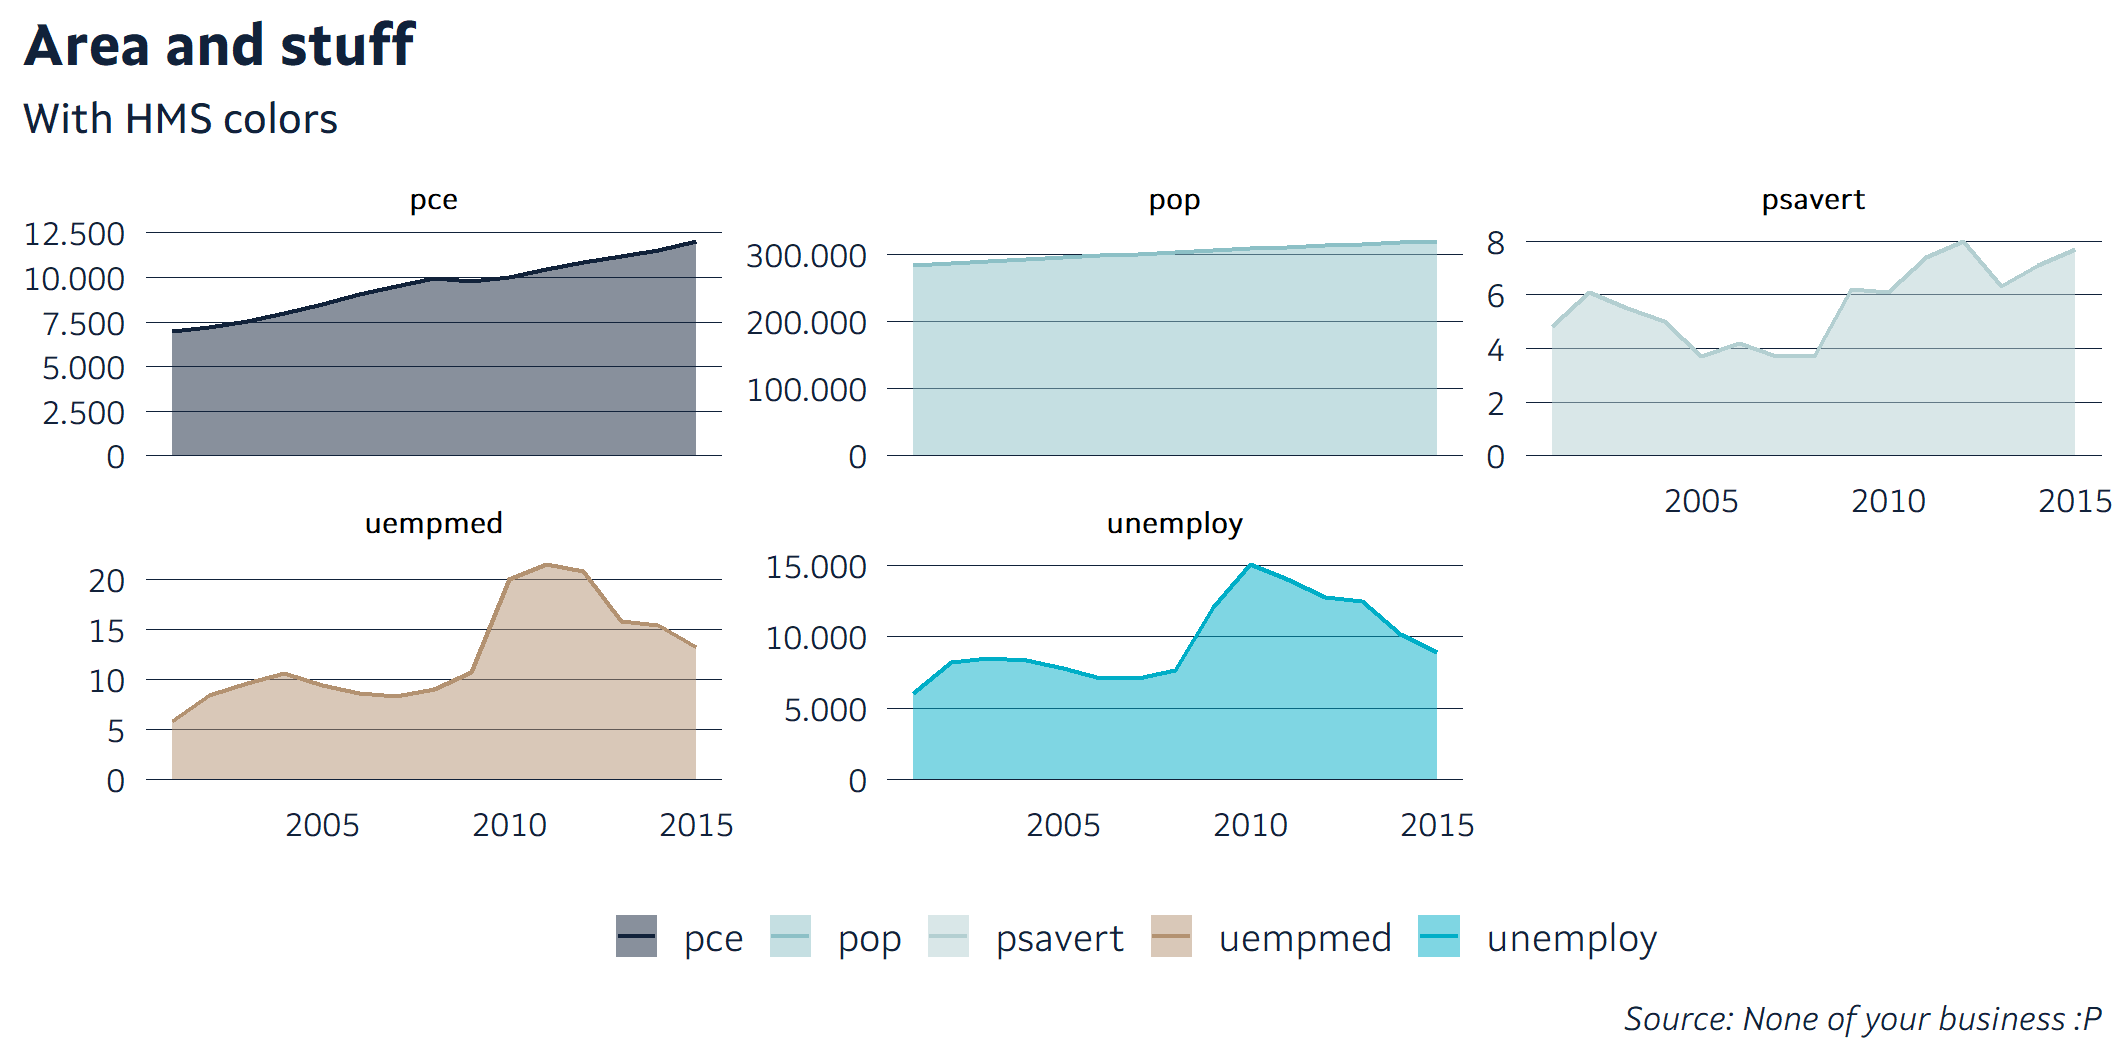 Area and stuff
With HMS colors
pce
12.500
10.000
7.500
5.000
2.500
0
pop
300.000
200.000
100.000
0
psavert
8
6
4
2
0
2005 2010 2015
uempmed
20
15
10
5
0
2005 2010 2015
unemploy
15.000
10.000
5.000
0
2005 2010 2015
pce pop psavert uempmed unemploy
Source: None of your business :P